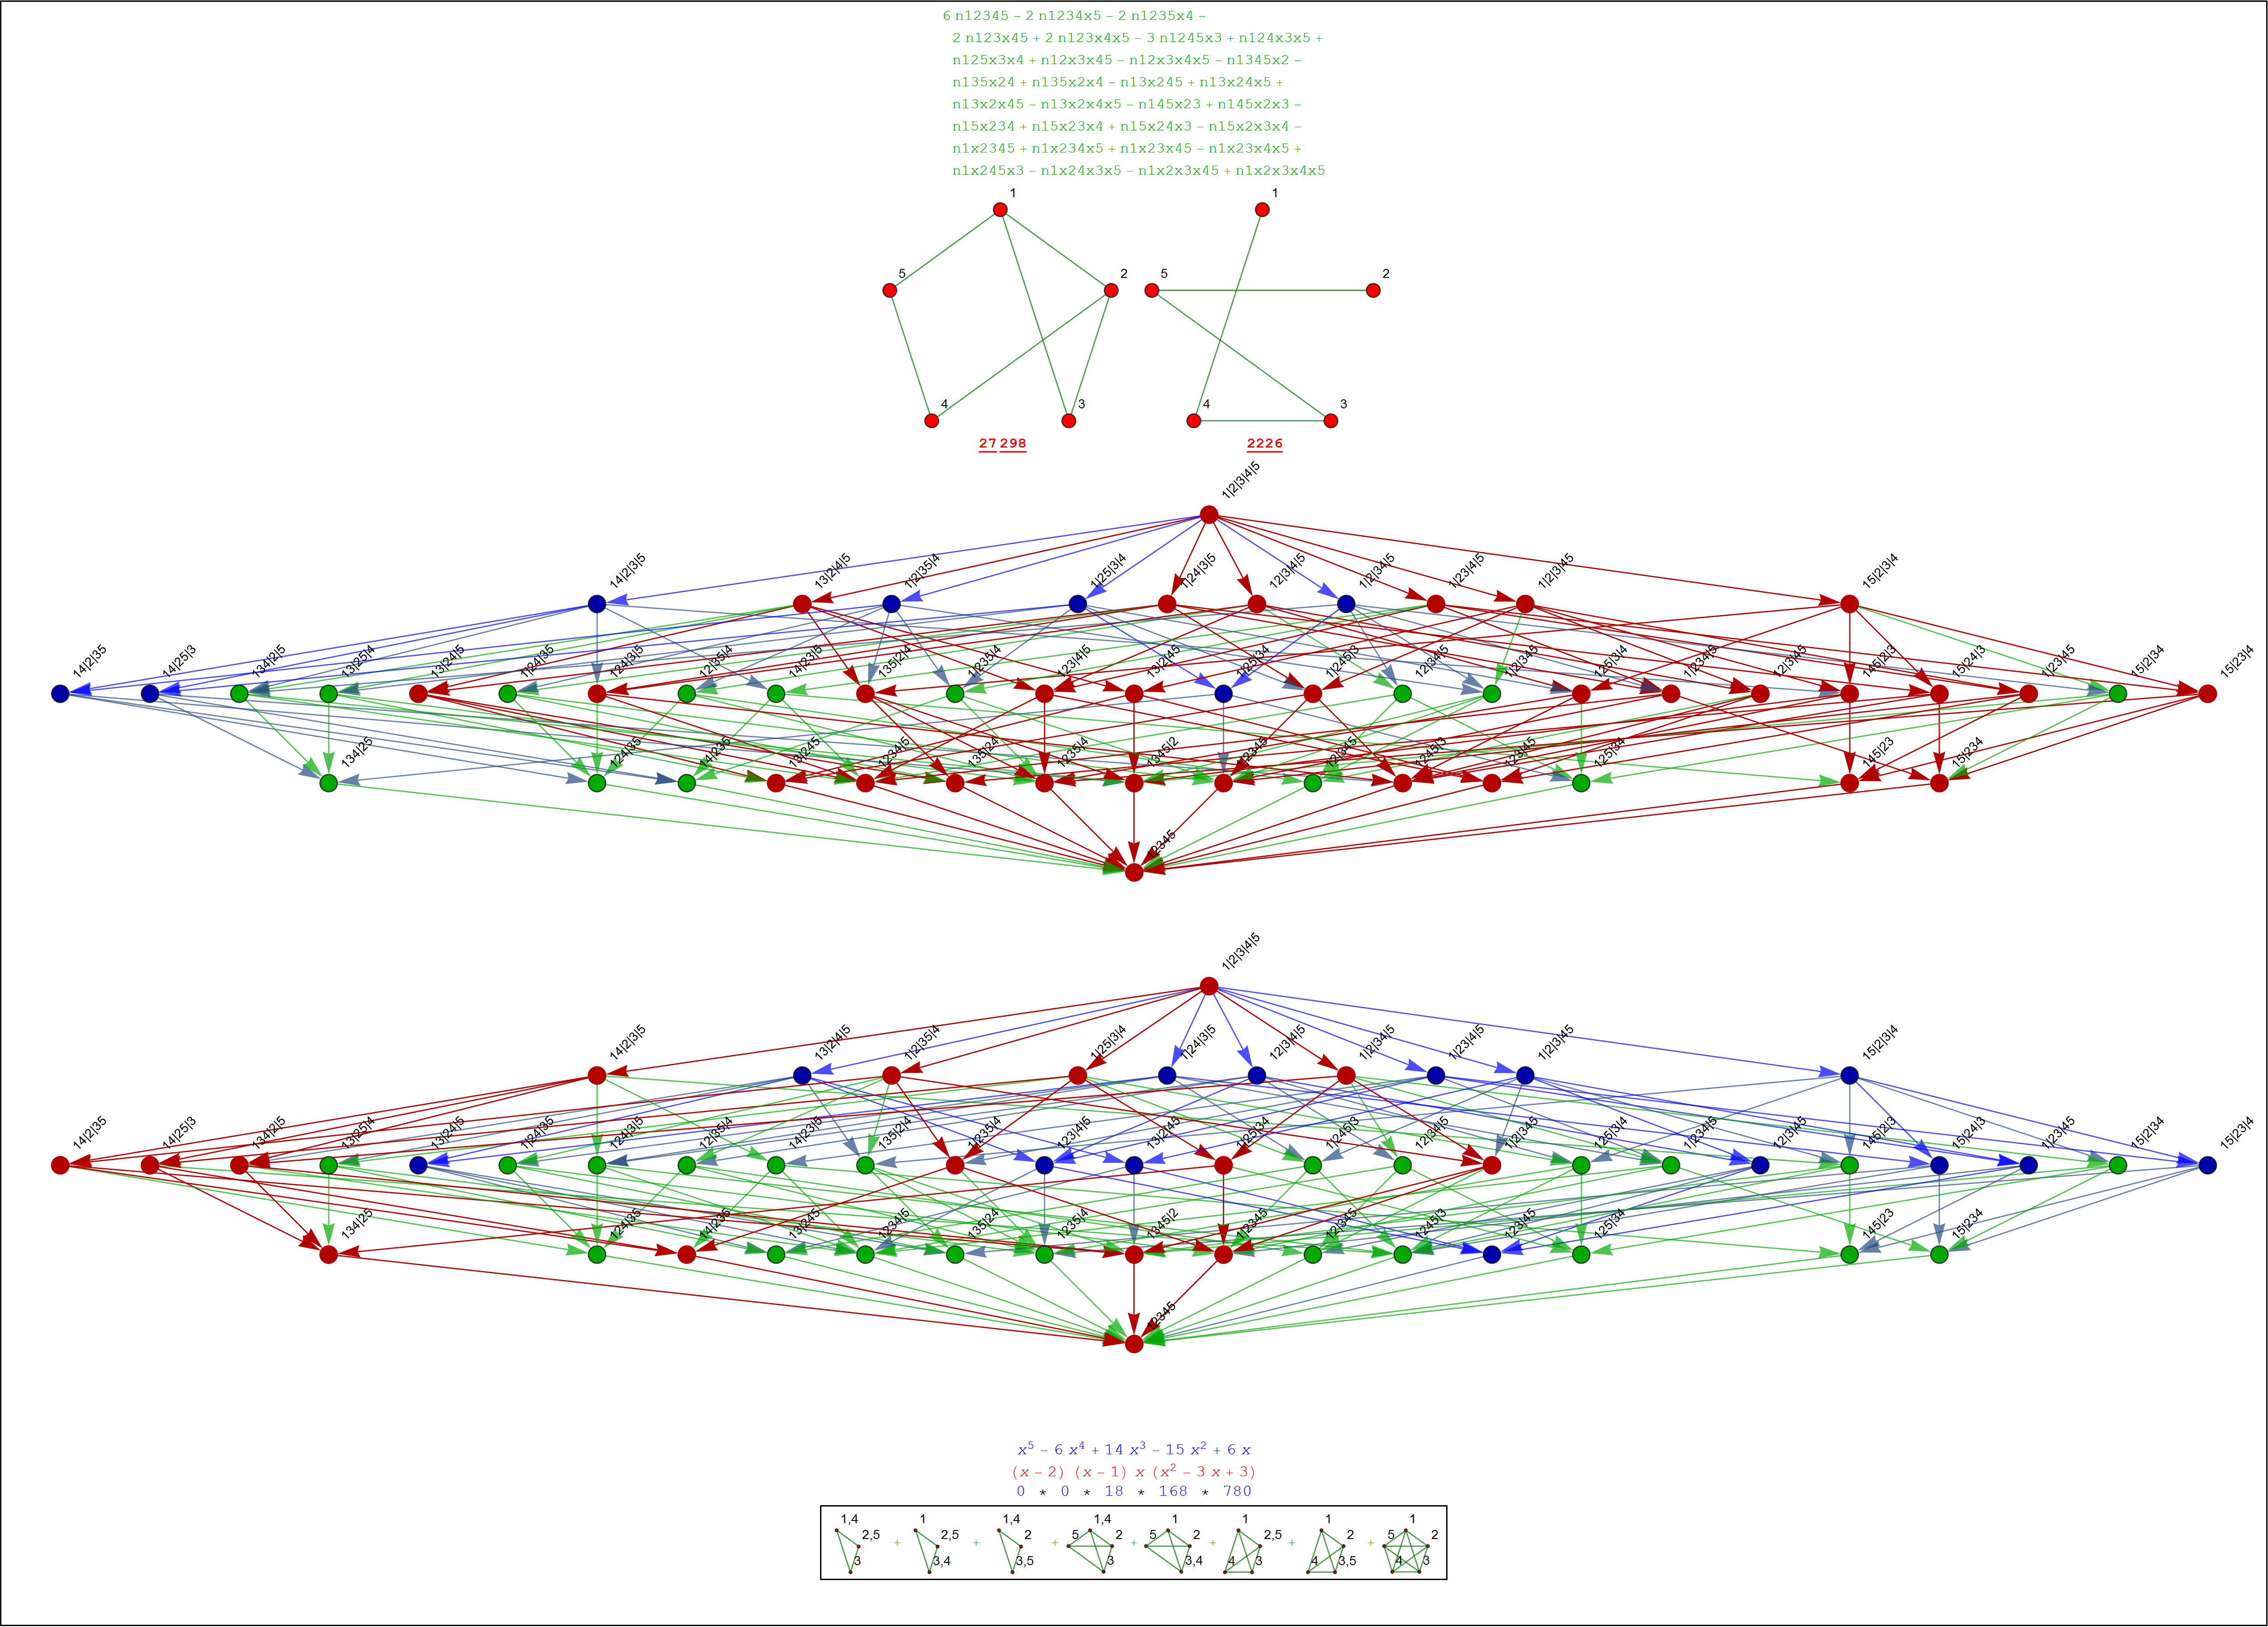 6 n12345 − 2 n1234x5 − 2 n1235x4 −
2 n123x45 + 2 n123x4x5 − 3 n1245x3 + n124x3x5 +
n125x3x4 + n12x3x45 − n12x3x4x5 − n1345x2 −
n135x24 + n135x2x4 − n13x245 + n13x24x5 +
n13x2x45 − n13x2x4x5 − n145x23 + n145x2x3 −
n15x234 + n15x23x4 + n15x24x3 − n15x2x3x4 −
n1x2345 + n1x234x5 + n1x23x45 − n1x23x4x5 +
n1x245x3 − n1x24x3x5 − n1x2x3x45 + n1x2x3x4x5
1 1
5 2 5 2
4 3 4 3
27 298 2226
1|2|3|4|5
14|2|3|5 13|2|4|5 1|2|35|4 1|25|3|4 1|24|3|5 12|3|4|5 1|2|34|5 1|23|4|5 1|2|3|45 15|2|3|4
14|2|35 14|25|3 134|2|5 13|25|4 13|24|5 1|24|35 124|3|5 12|35|4 14|23|5 135|2|4 1|235|4 123|4|5 13|2|45 1|25|34 1|245|3 12|34|5 1|2|345 125|3|4 1|234|5 12|3|45 145|2|3 15|24|3 1|23|45 15|2|34 15|23|4
134|25 124|35 14|235 13|245 1234|5 135|24 1235|4 1345|2 1|2345 12|345 1245|3 123|45 125|34 145|23 15|234
12345
1|2|3|4|5
14|2|3|5 13|2|4|5 1|2|35|4 1|25|3|4 1|24|3|5 12|3|4|5 1|2|34|5 1|23|4|5 1|2|3|45 15|2|3|4
14|2|35 14|25|3 134|2|5 13|25|4 13|24|5 1|24|35 124|3|5 12|35|4 14|23|5 135|2|4 1|235|4 123|4|5 13|2|45 1|25|34 1|245|3 12|34|5 1|2|345 125|3|4 1|234|5 12|3|45 145|2|3 15|24|3 1|23|45 15|2|34 15|23|4
134|25 124|35 14|235 13|245 1234|5 135|24 1235|4 1345|2 1|2345 12|345 1245|3 123|45 125|34 145|23 15|234
12345
x⁵ − 6 x⁴ + 14 x³ − 15 x² + 6 x
(x − 2) (x − 1) x (x² − 3 x + 3)
0 * 0 * 18 * 168 * 780
1,4 1 1,4 1,4 1 1 1 1
2,5 + 2,5 + 2 + 5 2 + 5 2 + 2,5 + 2 + 5 2
3 3,4 3,5 3 3,4 4 3 4 3,5 4 3